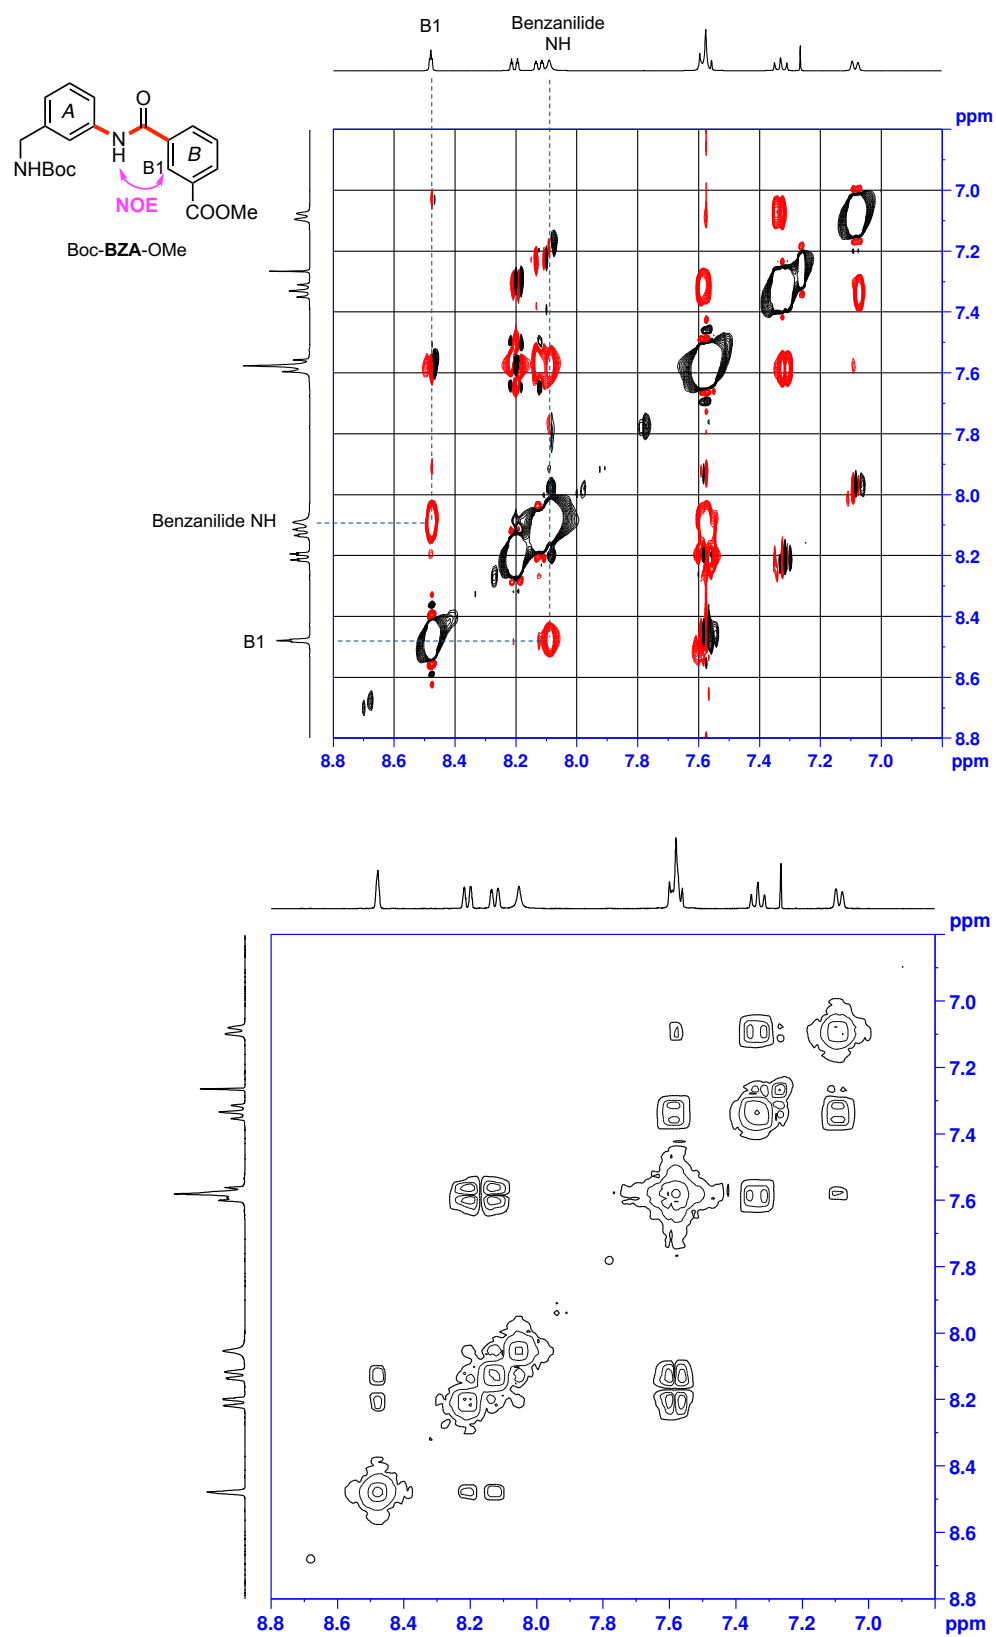 B1
Benzanilide
NH
ppm
A
O
N
H
B1
B
NHBoc
NOE
COOMe
Boc-BZA-OMe
7.0
7.2
7.4
7.6
7.8
8.0
Benzanilide NH
8.2
8.4
B1
8.6
8.8
8.8 8.6 8.4 8.2 8.0 7.8 7.6 7.4 7.2 7.0 ppm
ppm
7.0
7.2
7.4
7.6
7.8
8.0
8.2
8.4
8.6
8.8
8.8 8.6 8.4 8.2 8.0 7.8 7.6 7.4 7.2 7.0 ppm